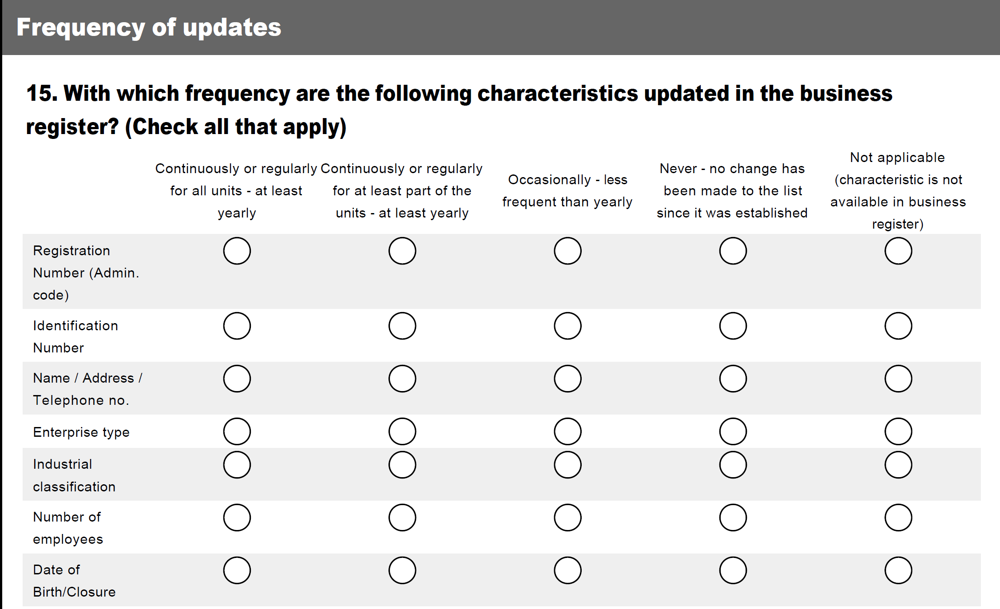 Frequency of updates
15. With which frequency are the following characteristics updated in the business
register? (Check all that apply)
Continuously or regularly
for all units - at least
yearly
Continuously or regularly
for at least part of the
units - at least yearly
Occasionally - less
frequent than yearly
Never - no change has
been made to the list
since it was established
Not applicable
(characteristic is not
available in business
register)
Registration
Number (Admin.
code)
Identification
Number
Name / Address /
Telephone no.
Enterprise type
Industrial
classification
Number of
employees
Date of
Birth/Closure